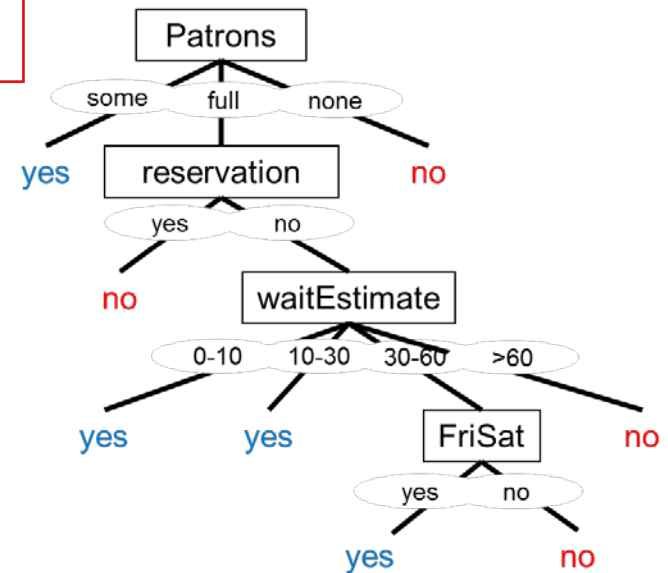 Patrons
some full none
yes reservation no
yes no
no waitEstimate
0-10 10-30 30-60 >60
yes yes FriSat no
yes no
yes no